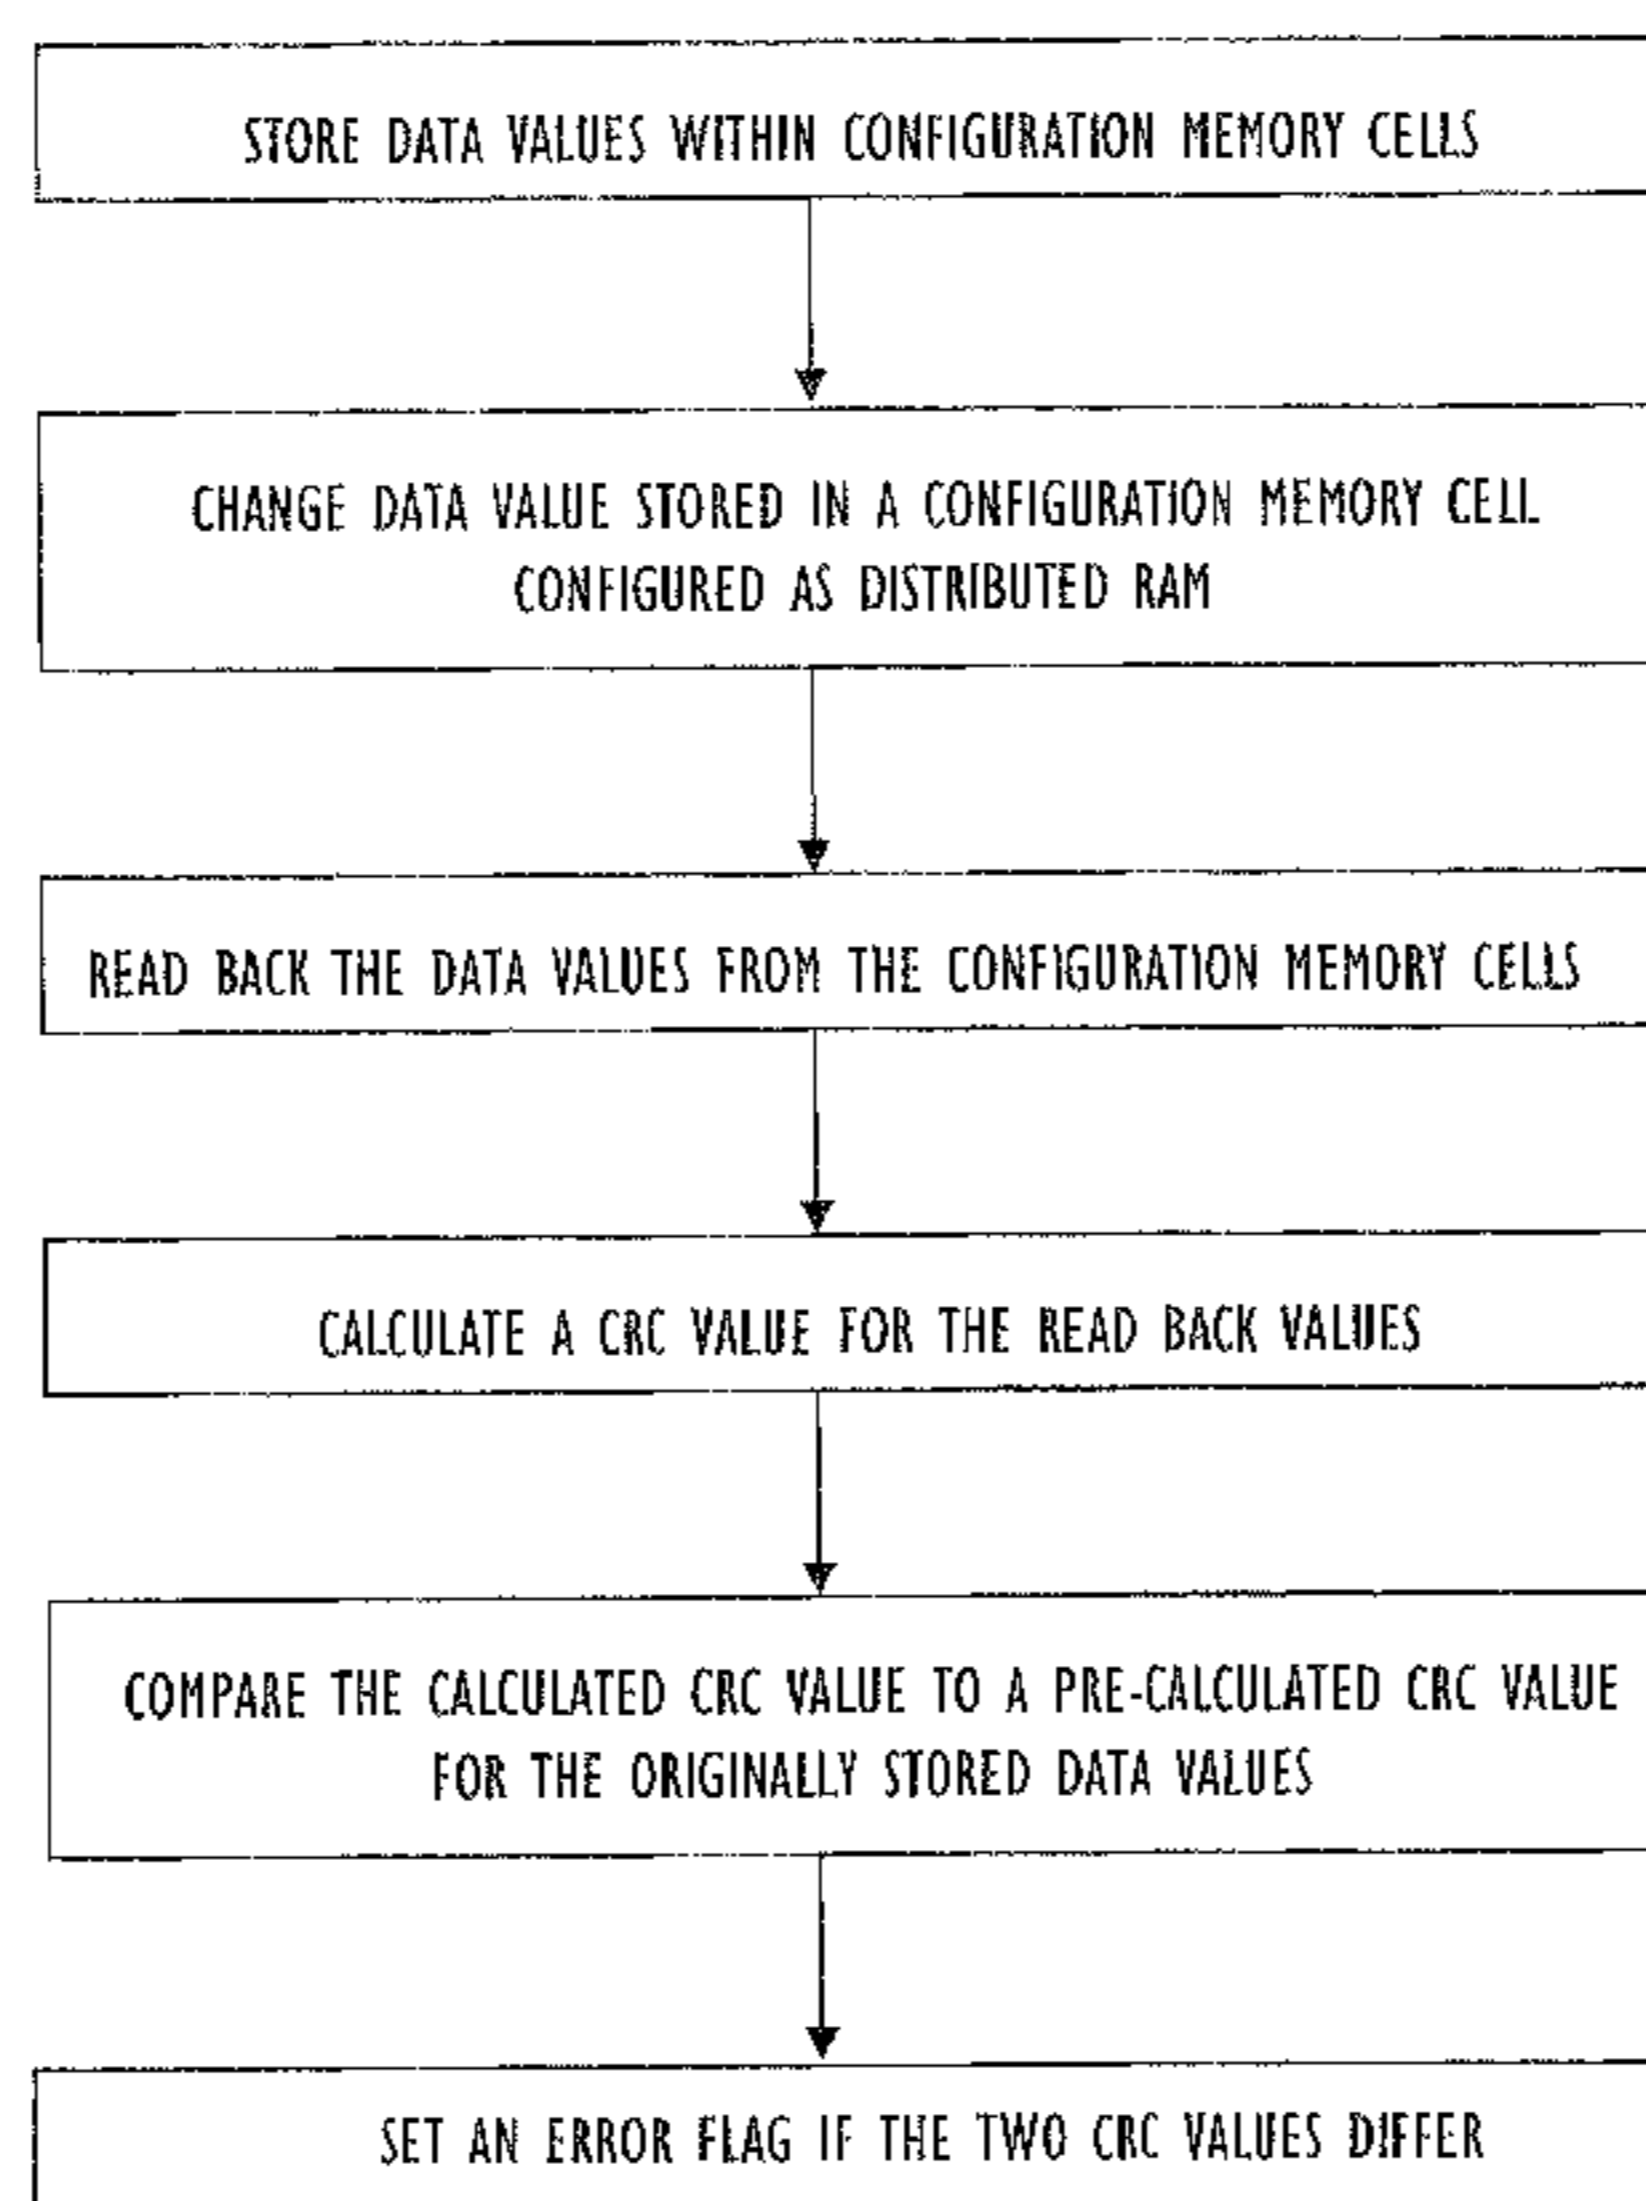 STORE DATA VALUES WITHIN CONFIGURATION MEMORY CELLS
CHANGE DATA VALUE STORED IN A CONFIGURATION MEMORY CELL
CONFIGURED AS DISTRIBUTED RAM
READ BACK THE DATA VALUES FROM THE CONFIGURATION MEMORY CELLS
CALCULATE A CRC VALUE FOR THE READ BACK VALUES
COMPARE THE CALCULATED CRC VALUE TO A PRE-CALCULATED CRC VALUE
FOR THE ORIGINALLY STORED DATA VALUES
SET AN ERROR FLAG IF THE TWO CRC VALUES DIFFER